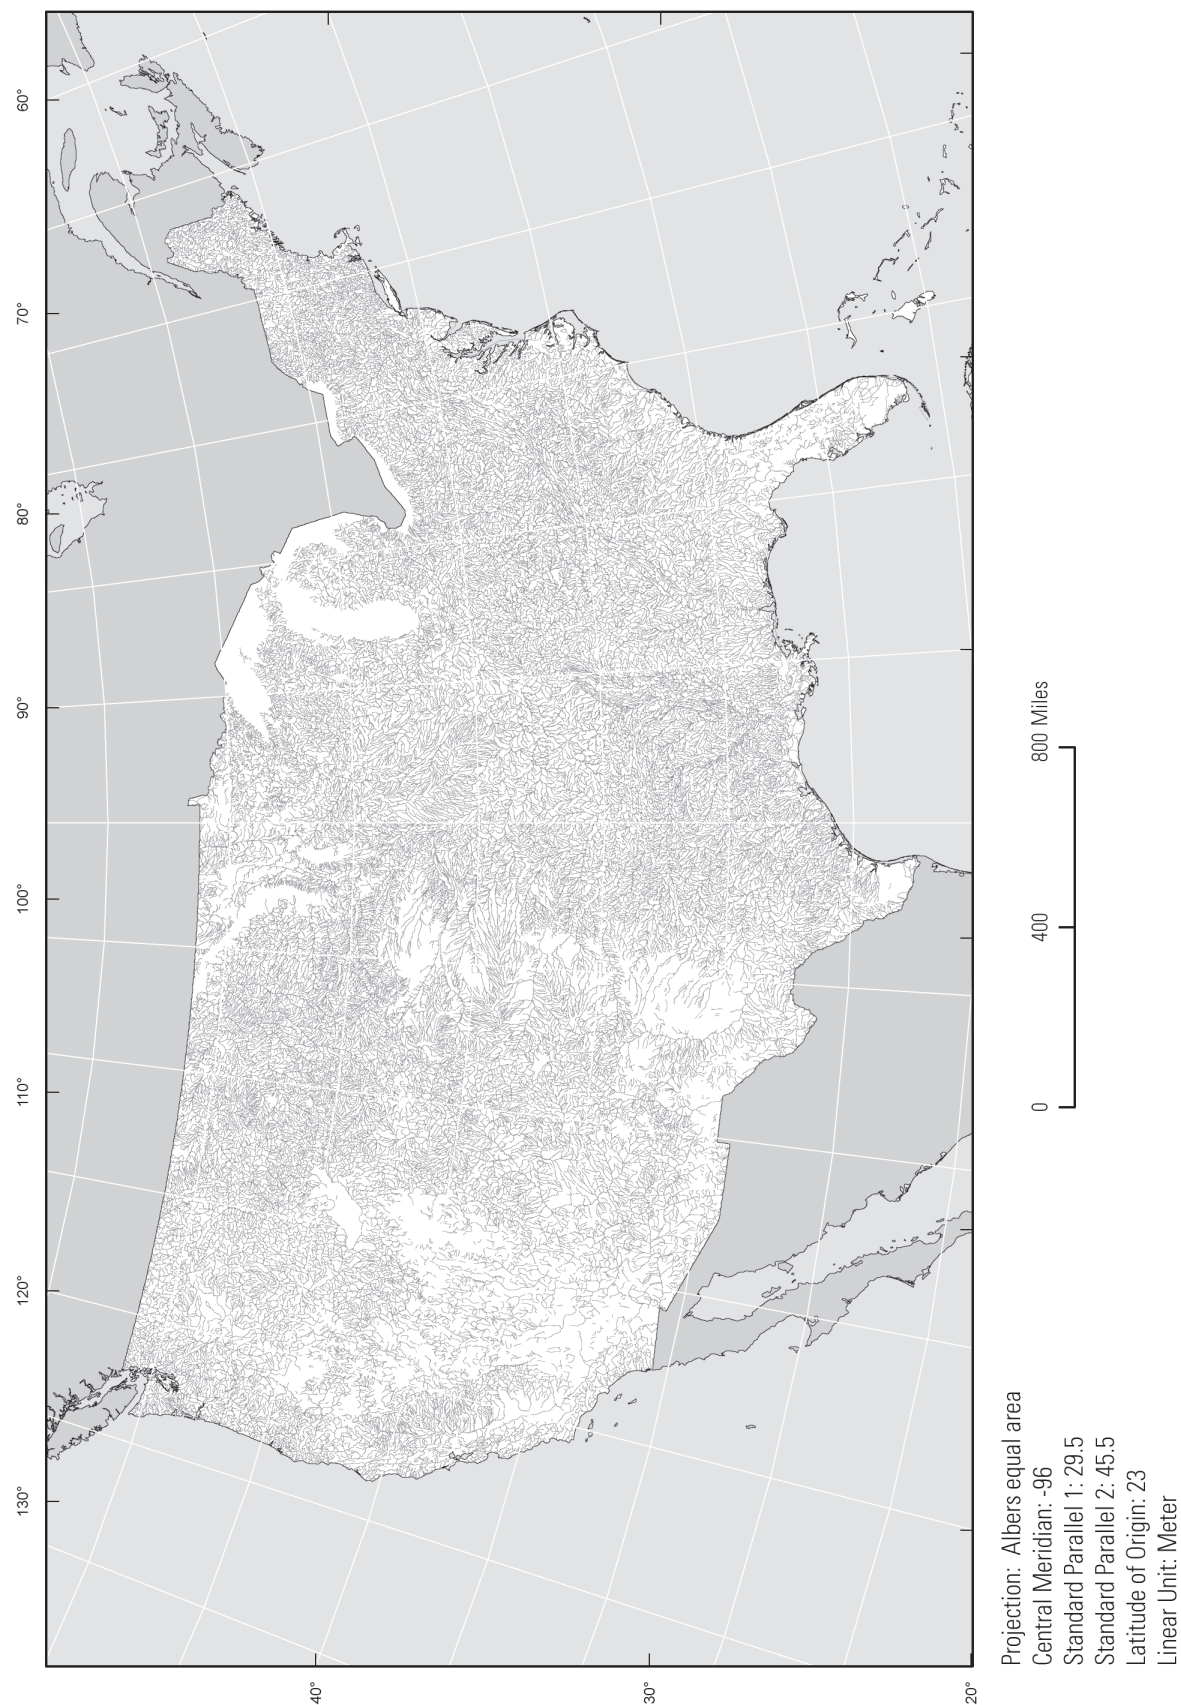 130°
120°
110°
100°
90°
80°
70°
60°
40°
30°
20°
Projection: Albers equal area
Central Meridian: -96
Standard Parallel 1: 29.5
Standard Parallel 2: 45.5
Latitude of Origin: 23
Linear Unit: Meter
0 400 800 Miles